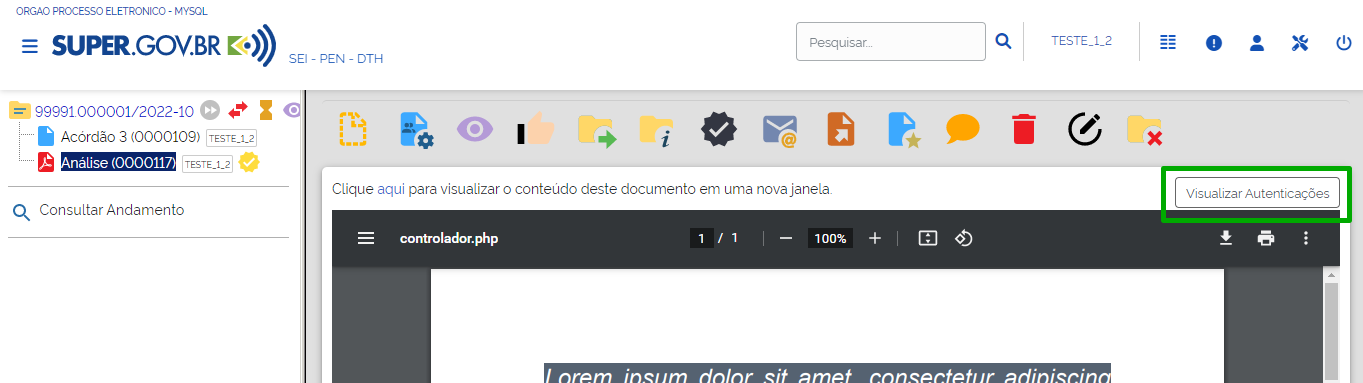 ORGAO PROCESSO ELETRONICO - MYSQL
SUPER.GOV.BR
SEI - PEN - DTH
Pesquisar...
TESTE_1_2
99991.000001/2022-10
Acórdão 3 (0000109) TESTE_1_2
Análise (0000117) TESTE_1_2
Consultar Andamento
Clique aqui para visualizar o conteúdo deste documento em uma nova janela.
Visualizar Autenticações
controlador.php
1 / 1
100%
Lorem ipsum dolor sit amet, consectetur adipiscing